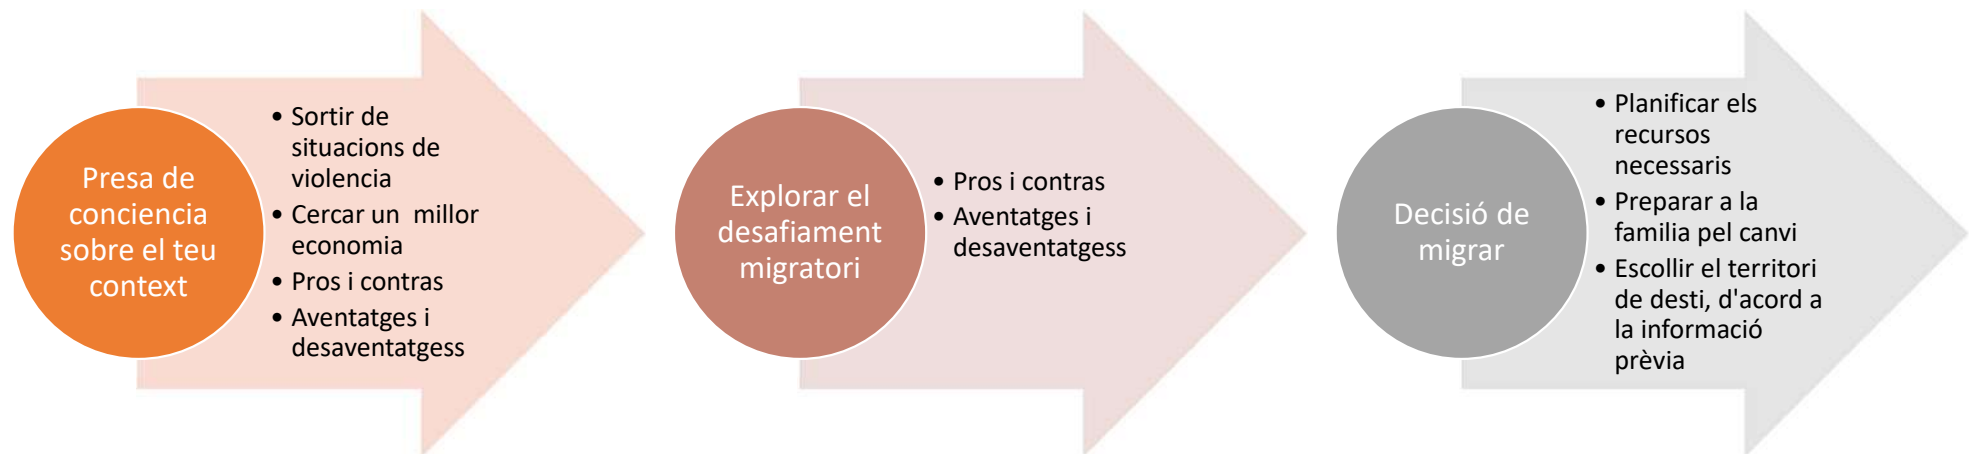 Presa de
conciencia
sobre el teu
context
• Sortir de
situacions de
violencia
• Cercar un  millor
economia
• Pros i contras
• Aventatges i
desaventatgess
Explorar el
desafiament
migratori
• Pros i contras
• Aventatges i
desaventatgess
Decisió de
migrar
• Planificar els
recursos
necessaris
• Preparar a la
familia pel canvi
• Escollir el territori
de desti, d'acord a
la informació
prèvia